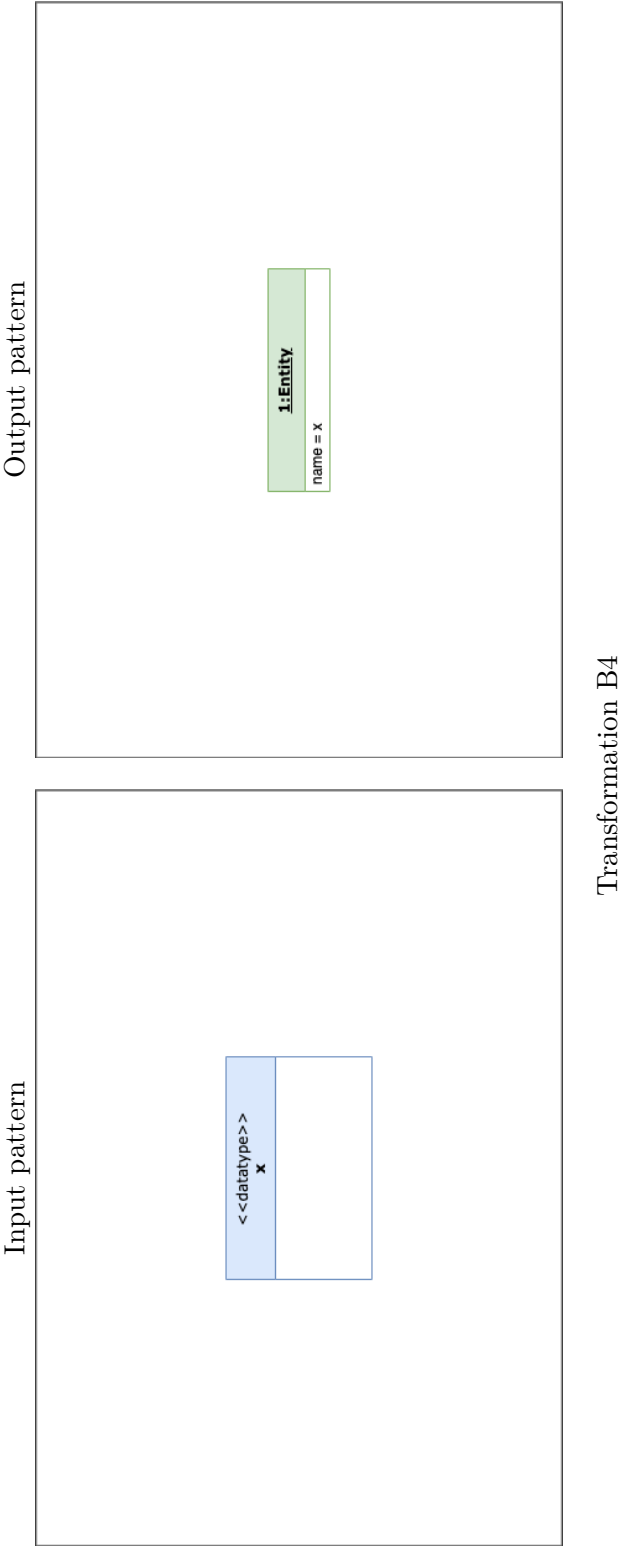 Input pattern
<<datatype>>
x
Output pattern
1:Entity
name = x
Transformation B4